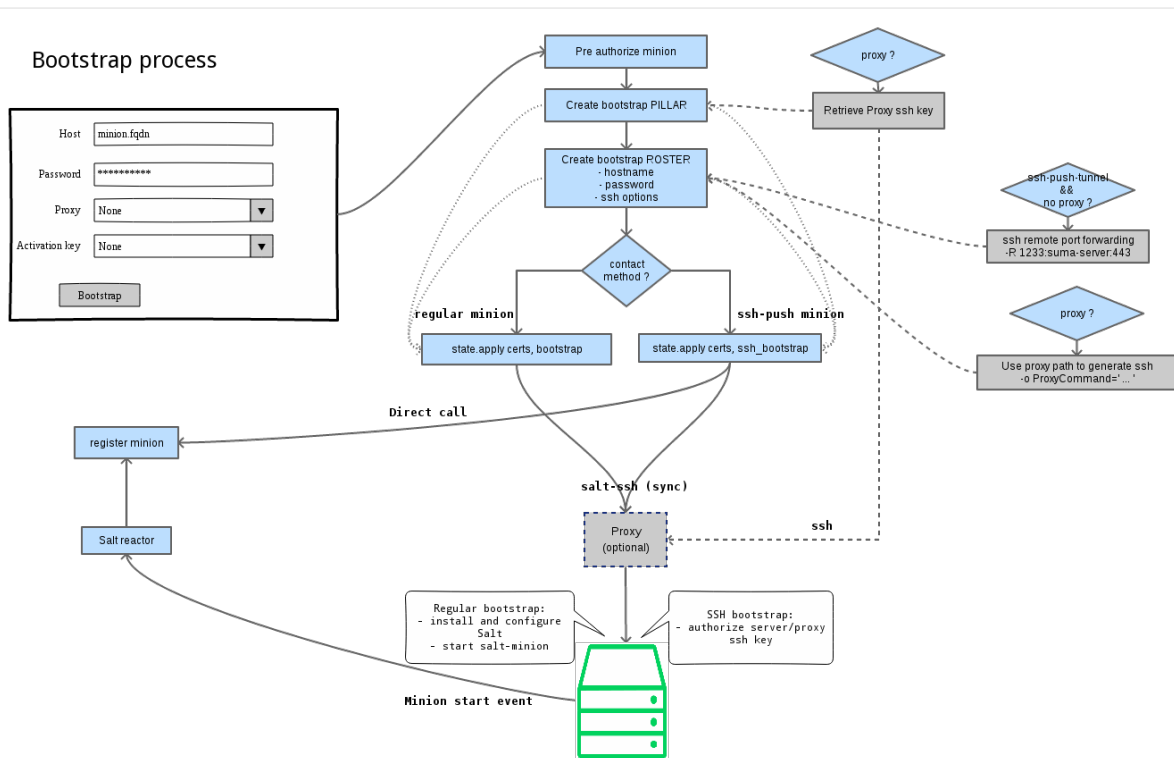 Bootstrap process
Host
minion.fqdn
Password
**********
Proxy
None
Activation key
None
Bootstrap
Pre authorize minion
Create bootstrap PILLAR
Create bootstrap ROSTER
- hostname
- password
- ssh options
contact
method ?
regular minion
ssh-push minion
state.apply certs, bootstrap
state.apply certs, ssh_bootstrap
proxy ?
Retrieve Proxy ssh key
ssh-push-tunnel
&&
no proxy ?
ssh remote port forwarding
-R 1233:suma-server:443
proxy ?
Use proxy path to generate ssh
-o ProxyCommand=' ... '
Direct call
register minion
Salt reactor
salt-ssh (sync)
Proxy
(optional)
ssh
Regular bootstrap:
- install and configure
Salt
- start salt-minion
SSH bootstrap:
- authorize server/proxy
ssh key
Minion start event